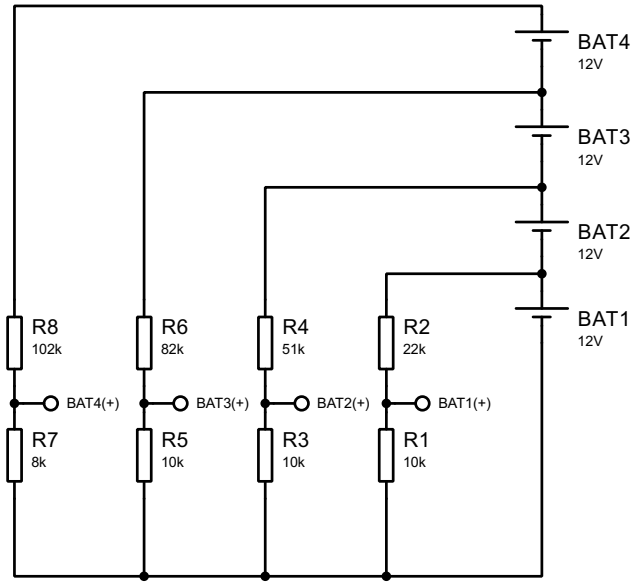 BAT4
12V
BAT3
12V
BAT2
12V
BAT1
12V
R8
102k
R6
82k
R4
51k
R2
22k
BAT4(+)
BAT3(+)
BAT2(+)
BAT1(+)
R7
8k
R5
10k
R3
10k
R1
10k